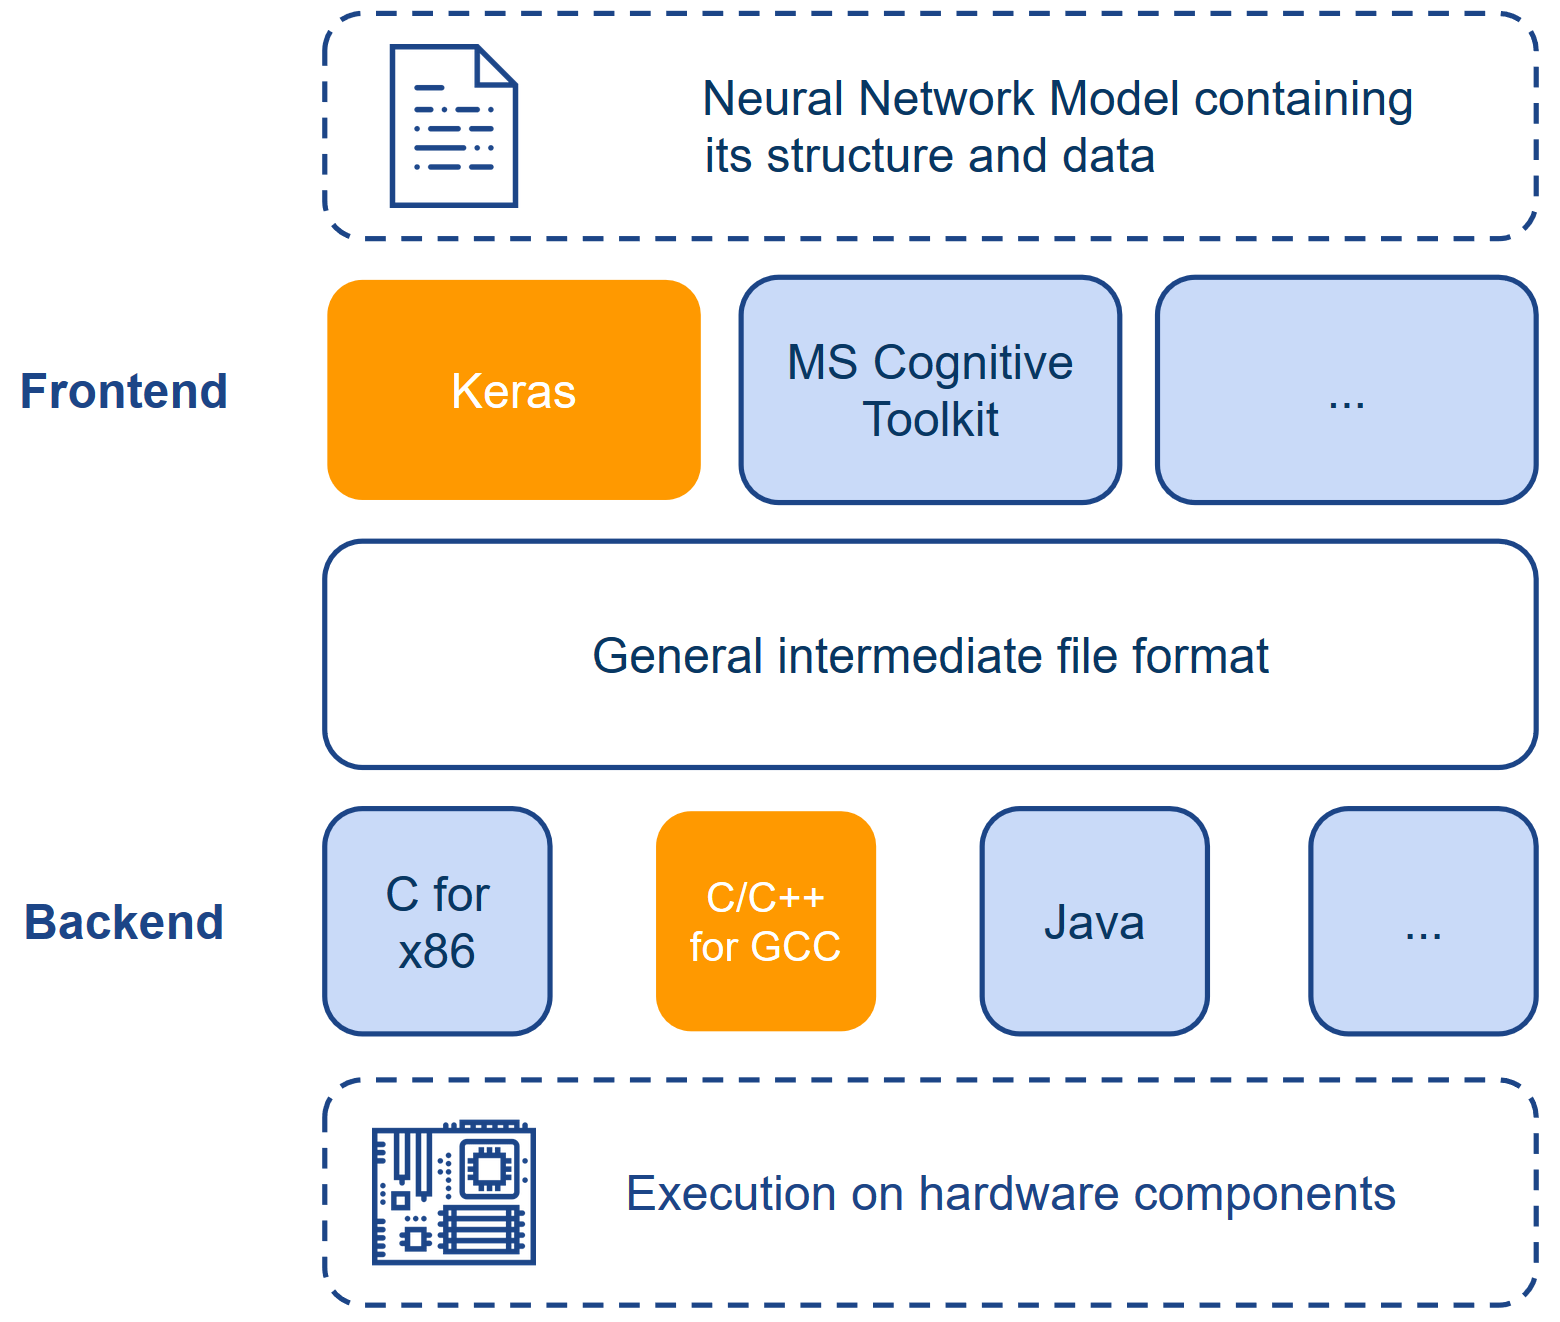 Neural Network Model containing
its structure and data
Frontend
Keras
MS Cognitive
Toolkit
...
General intermediate file format
Backend
C for
x86
C/C++
for GCC
Java
...
Execution on hardware components